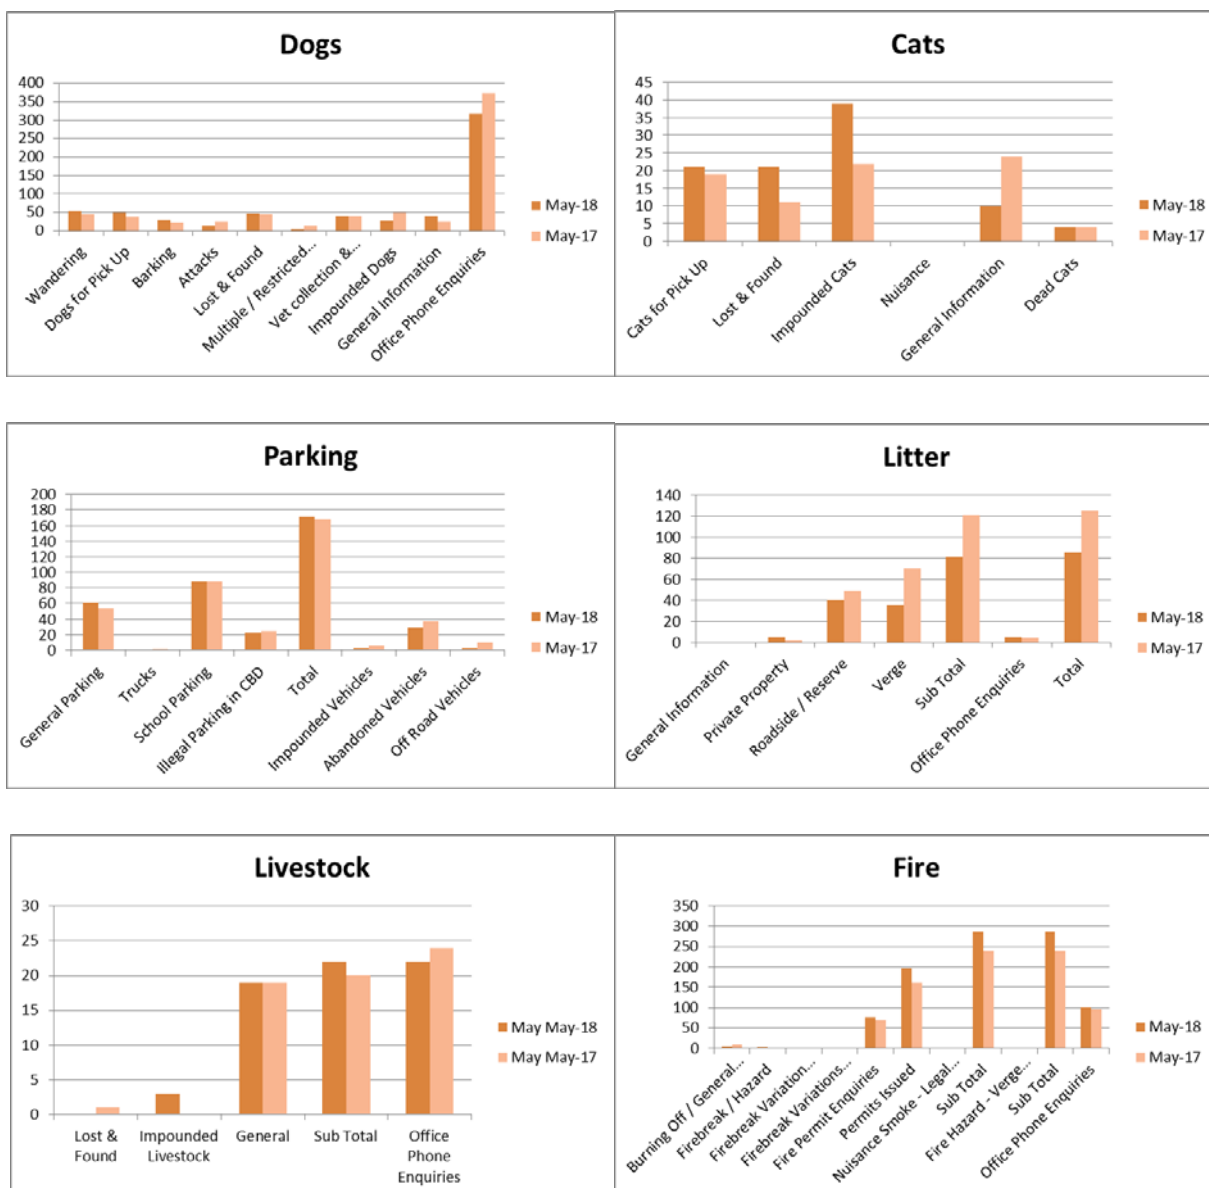 Dogs
400
350
300
250
200
150
100
50
0
Wandering
Dogs for Pick Up
Barking
Attacks
Lost & Found
Multiple / Restricted...
Vet collection &...
Impounded Dogs
General Information
Office Phone Enquiries
May-18
May-17
Cats
45
40
35
30
25
20
15
10
5
0
Cats for Pick Up
Lost & Found
Impounded Cats
Nuisance
General Information
Dead Cats
May-18
May-17
Parking
200
180
160
140
120
100
80
60
40
20
0
General Parking
Trucks
School Parking
Illegal Parking in CBD
Total
Impounded Vehicles
Abandoned Vehicles
Off Road Vehicles
May-18
May-17
Litter
140
120
100
80
60
40
20
0
General Information
Private Property
Roadside / Reserve
Verge
Sub Total
Office Phone Enquiries
Total
May-18
May-17
Livestock
30
25
20
15
10
5
0
Lost &
Found
Impounded
Livestock
General
Sub Total
Office
Phone
Enquiries
May May-18
May May-17
Fire
350
300
250
200
150
100
50
0
Burning Off / General...
Firebreak / Hazard
Firebreak Variation...
Firebreak Variations...
Fire Permit Enquiries
Permits Issued
Nuisance Smoke - Legal...
Sub Total
Fire Hazard - Verge...
Sub Total
Office Phone Enquiries
May-18
May-17